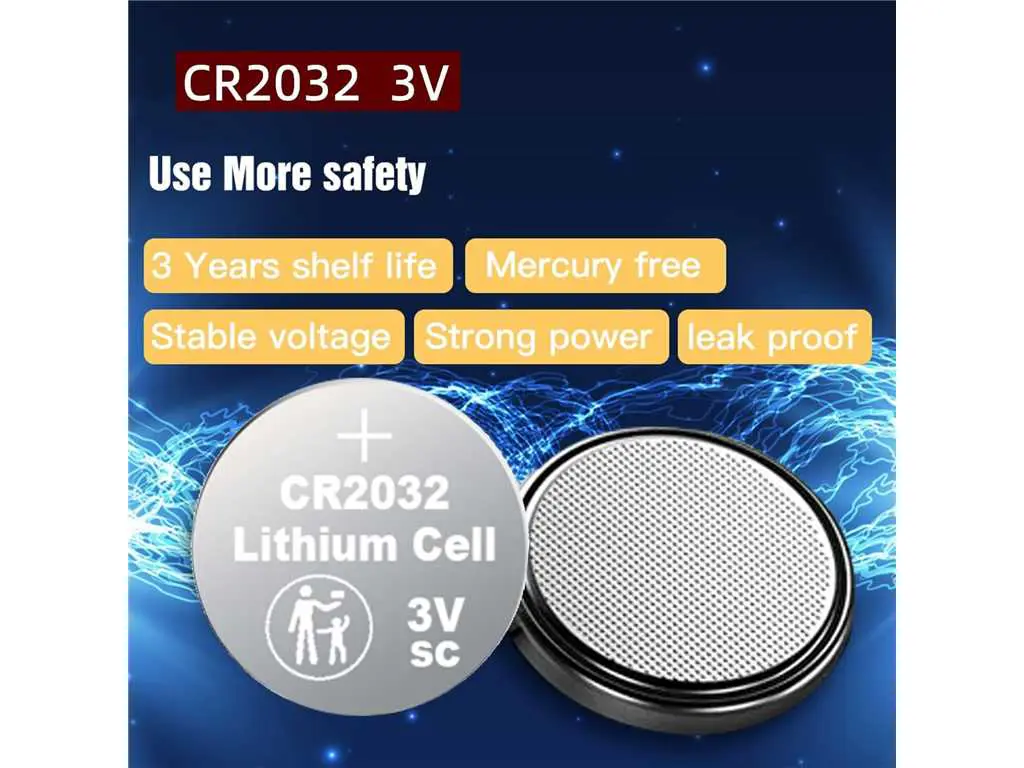 CR2032 3V
Use More safety
3 Years shelf life
Mercury free
Stable voltage
Strong power
leak proof
+
CR2032
Lithium Cell
3V
SC